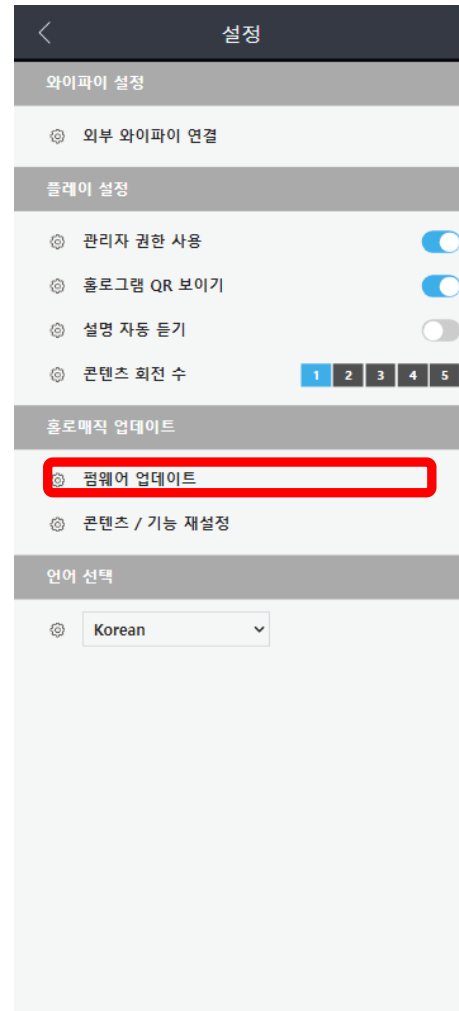 설정
와이파이 설정
외부 와이파이 연결
플레이 설정
관리자 권한 사용
홀로그램 QR 보이기
설명 자동 듣기
콘텐츠 회전 수 1 2 3 4 5
홀로매직 업데이트
펌웨어 업데이트
콘텐츠 / 기능 재설정
언어 선택
Korean